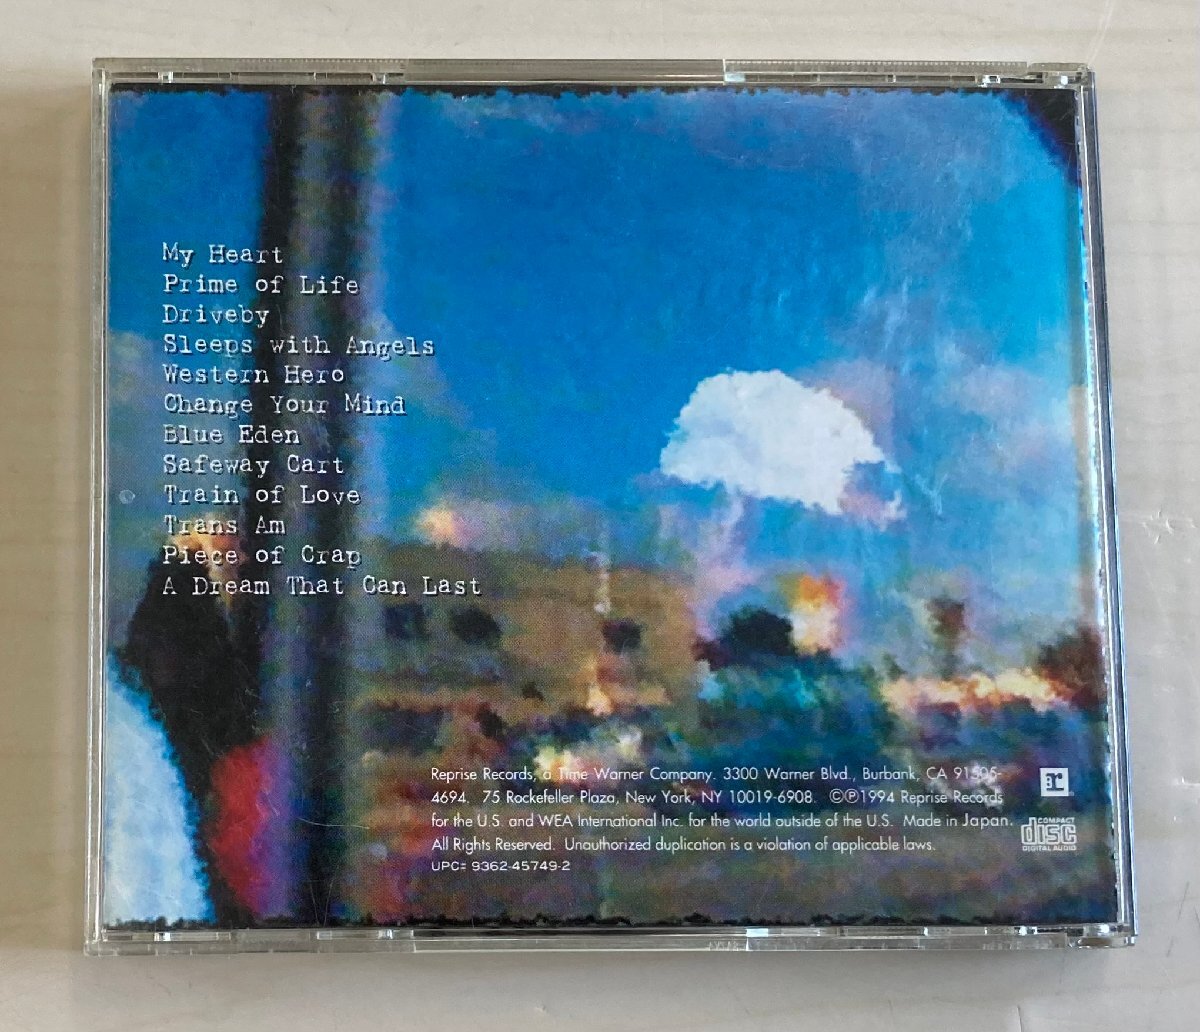 My Heart
Prime of Life
Driveby
Sleeps with Angels
Western Hero
Change Your Mind
Blue Eden
Safeway Cart
Train of Love
Trans Am
Piece of Crap
A Dream That Can Last
Reprise Records, a Time Warner Company. 3300 Warner Blvd., Burbank, CA 91505-
4694. 75 Rockefeller Plaza, New York, NY 10019-6908. ©℗1994 Reprise Records
for the U.S. and WEA International Inc. for the world outside of the U.S. Made in Japan.
All Rights Reserved. Unauthorized duplication is a violation of applicable laws.
UPC# 9362-45749-2
r
COMPACT
disc
DIGITAL AUDIO